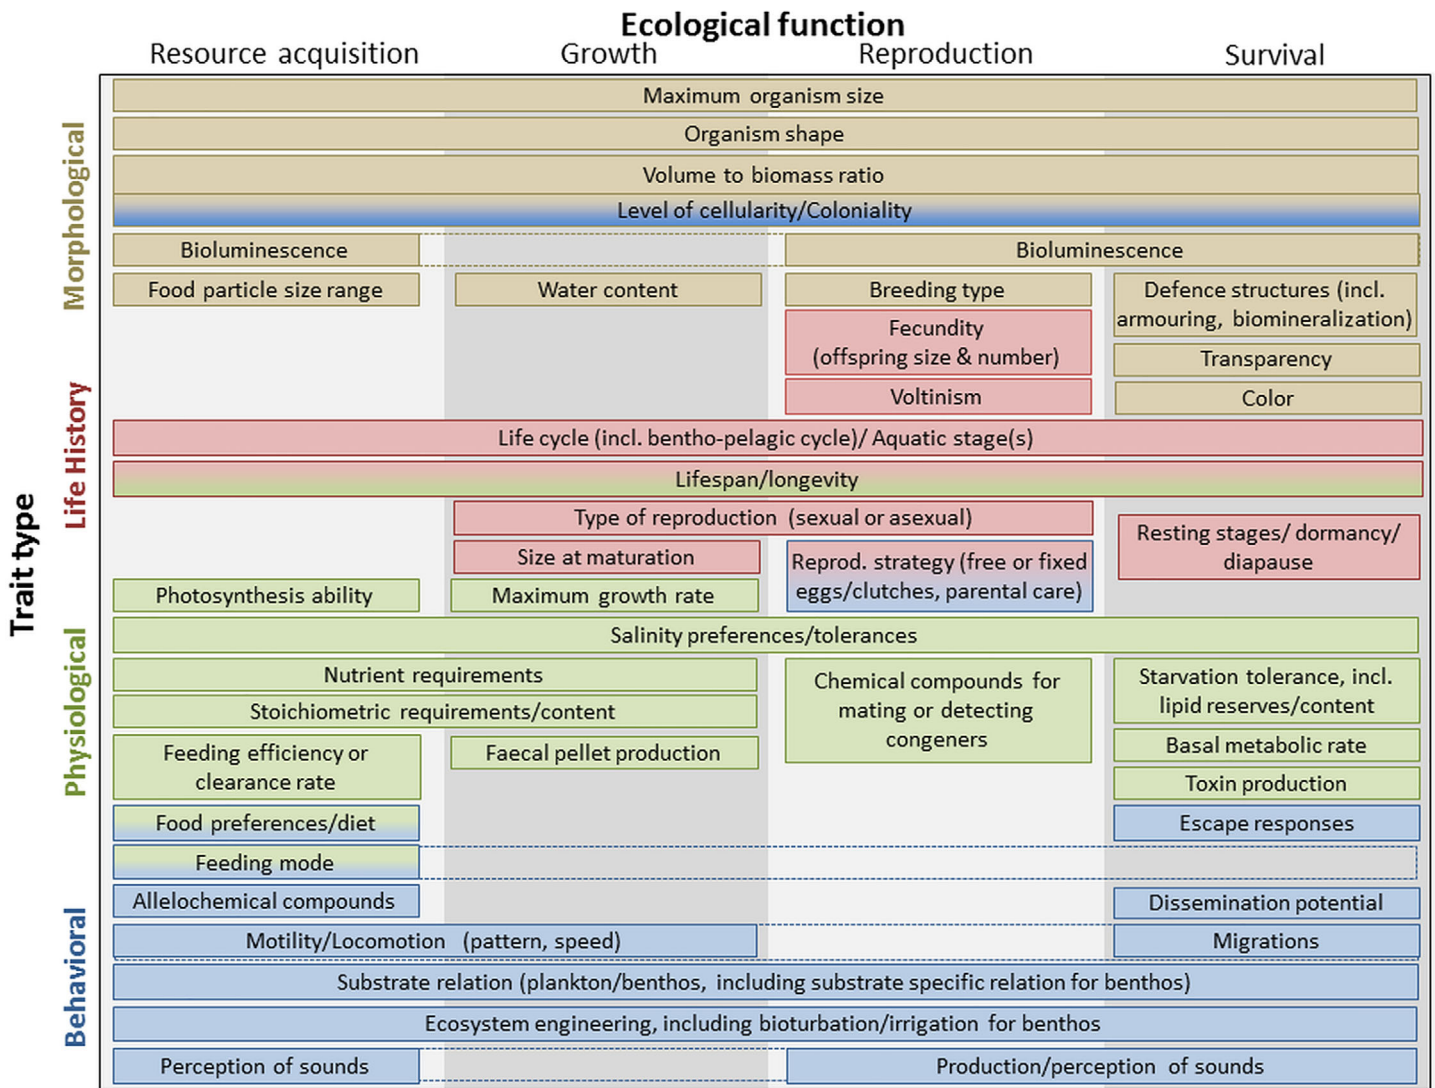 Ecological function
Resource acquisition
Growth
Reproduction
Survival
Trait type
Morphological
Maximum organism size
Organism shape
Volume to biomass ratio
Level of cellularity/Coloniality
Bioluminescence
Bioluminescence
Food particle size range
Water content
Breeding type
Defence structures (incl.
armouring, biomineralization)
Fecundity
(offspring size & number)
Transparency
Voltinism
Color
Life History
Life cycle (incl. bentho-pelagic cycle)/ Aquatic stage(s)
Lifespan/longevity
Type of reproduction (sexual or asexual)
Resting stages/ dormancy/
diapause
Size at maturation
Reprod. strategy (free or fixed
eggs/clutches, parental care)
Photosynthesis ability
Maximum growth rate
Physiological
Salinity preferences/tolerances
Nutrient requirements
Chemical compounds for
mating or detecting
congeners
Starvation tolerance, incl.
lipid reserves/content
Stoichiometric requirements/content
Feeding efficiency or
clearance rate
Faecal pellet production
Basal metabolic rate
Toxin production
Food preferences/diet
Escape responses
Feeding mode
Behavioral
Allelochemical compounds
Dissemination potential
Motility/Locomotion (pattern, speed)
Migrations
Substrate relation (plankton/benthos, including substrate specific relation for benthos)
Ecosystem engineering, including bioturbation/irrigation for benthos
Perception of sounds
Production/perception of sounds